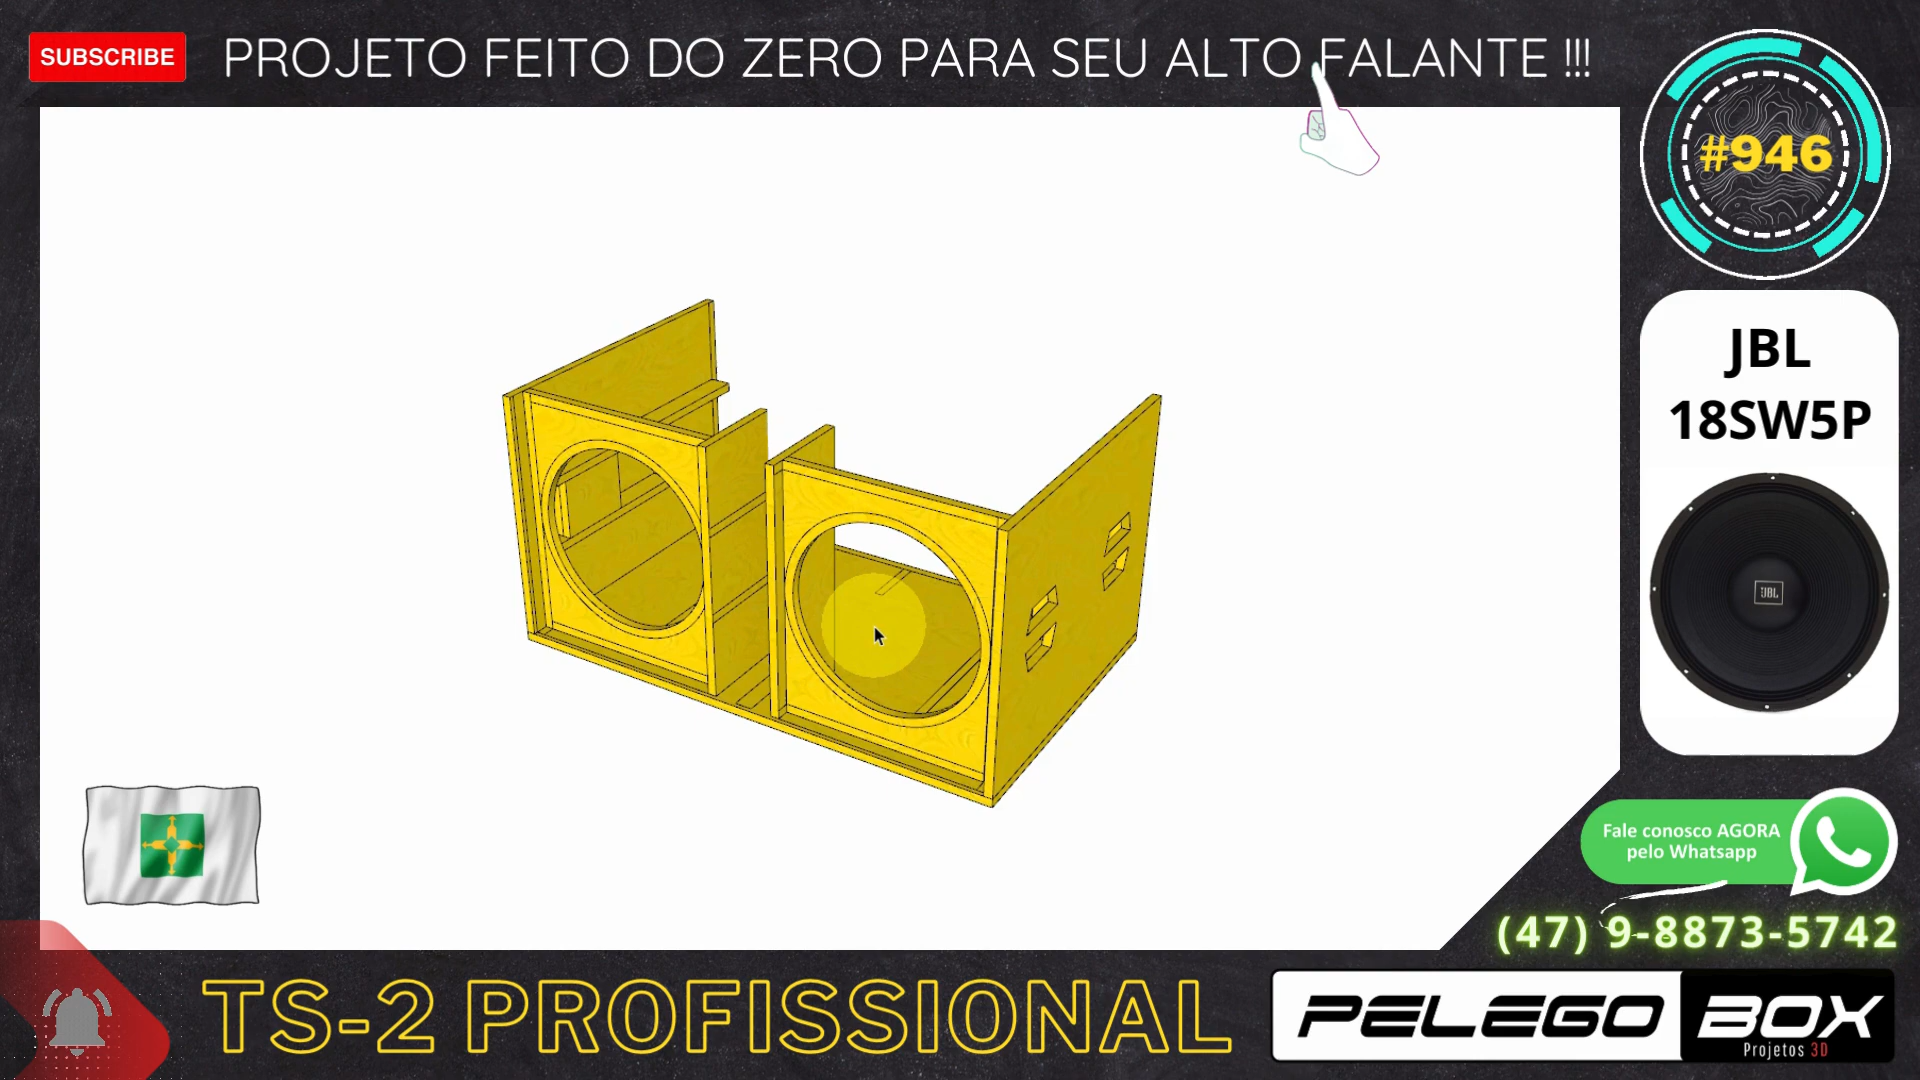 SUBSCRIBE
PROJETO FEITO DO ZERO PARA SEU ALTO FALANTE !!!
#946
JBL
18SW5P
JBL
Fale conosco AGORA
pelo Whatsapp
(47) 9-8873-5742
TS-2 PROFISSIONAL
PELEGO BOX
Projetos 3D